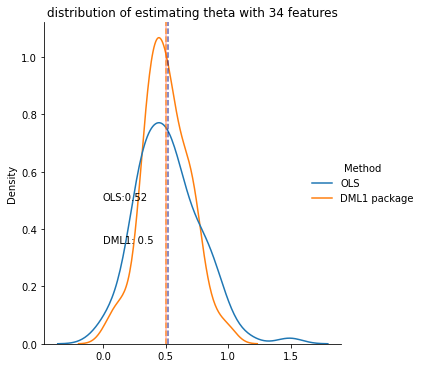 distribution of estimating theta with 34 features
1.0
0.8
0.6
0.4
0.2
0.0
Density
OLS:0.52
DML1: 0.5
Method
OLS
DML1 package
0.0 0.5 1.0 1.5